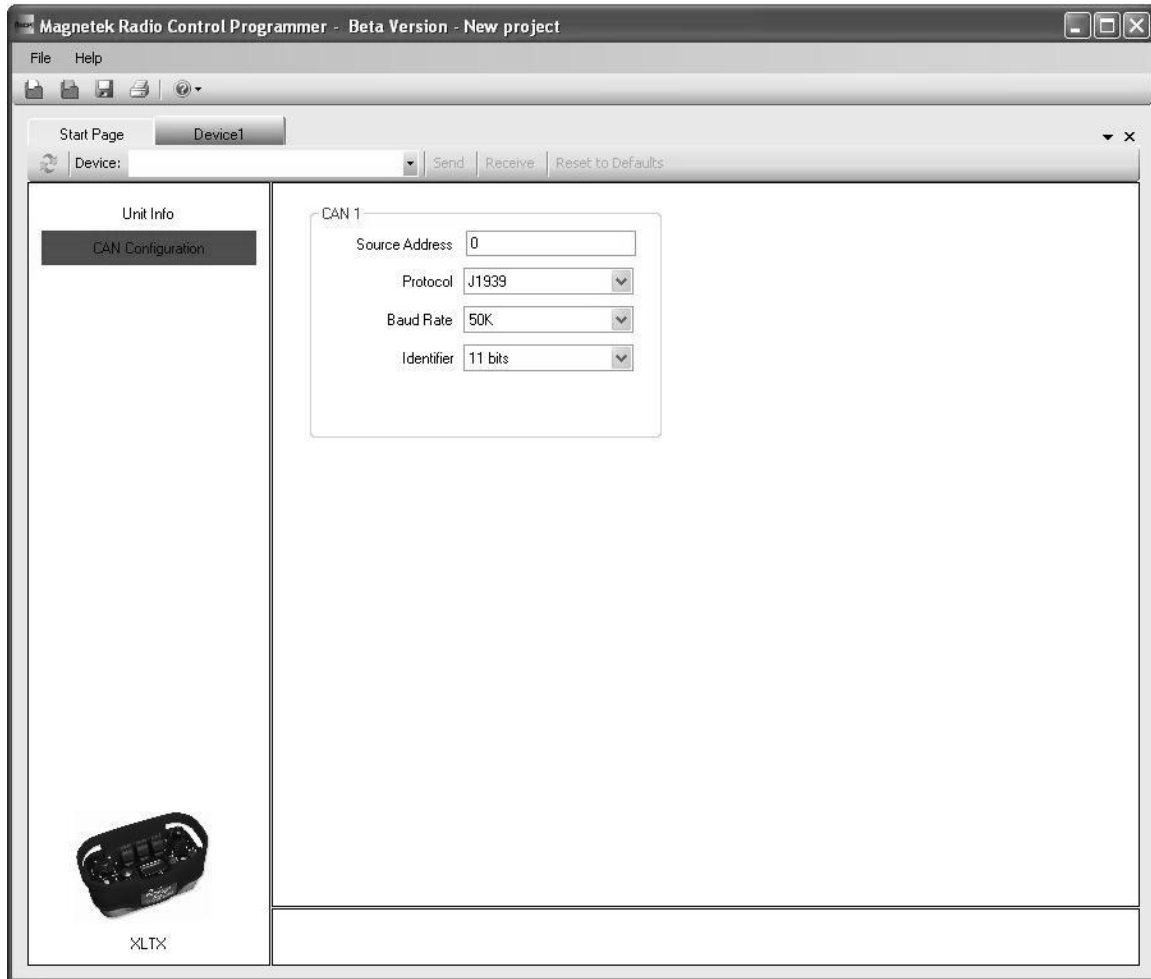 Magnetek Radio Control Programmer - Beta Version - New project
File Help
Start Page Device1
Device: Send Receive Reset to Defaults
Unit Info
CAN Configuration
CAN 1
Source Address 0
Protocol J1939
Baud Rate 50K
Identifier 11 bits
XLTX